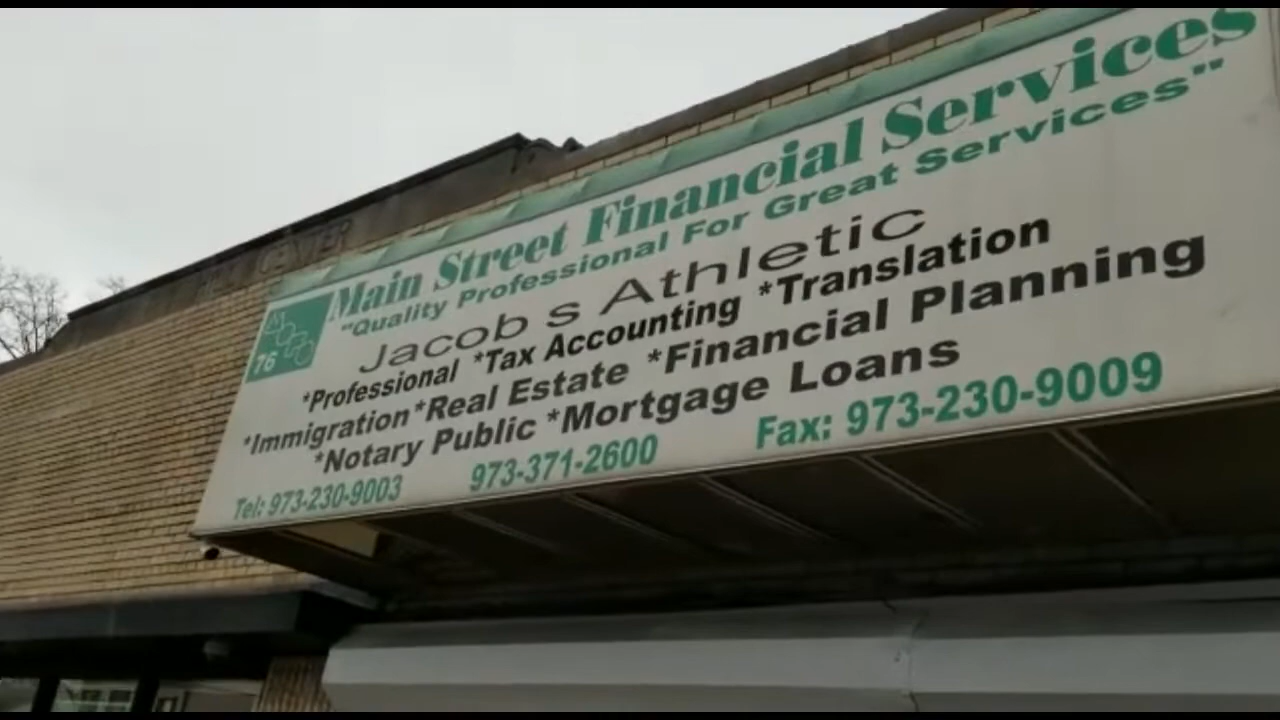 CENTER
Main Street Financial Services
"Quality Professional For Great Services"
Jacob s Athletic
*Professional *Tax Accounting *Translation
*Immigration *Real Estate *Financial Planning
*Notary Public *Mortgage Loans
76
Tel: 973-230-9003 973-371-2600 Fax: 973-230-9009